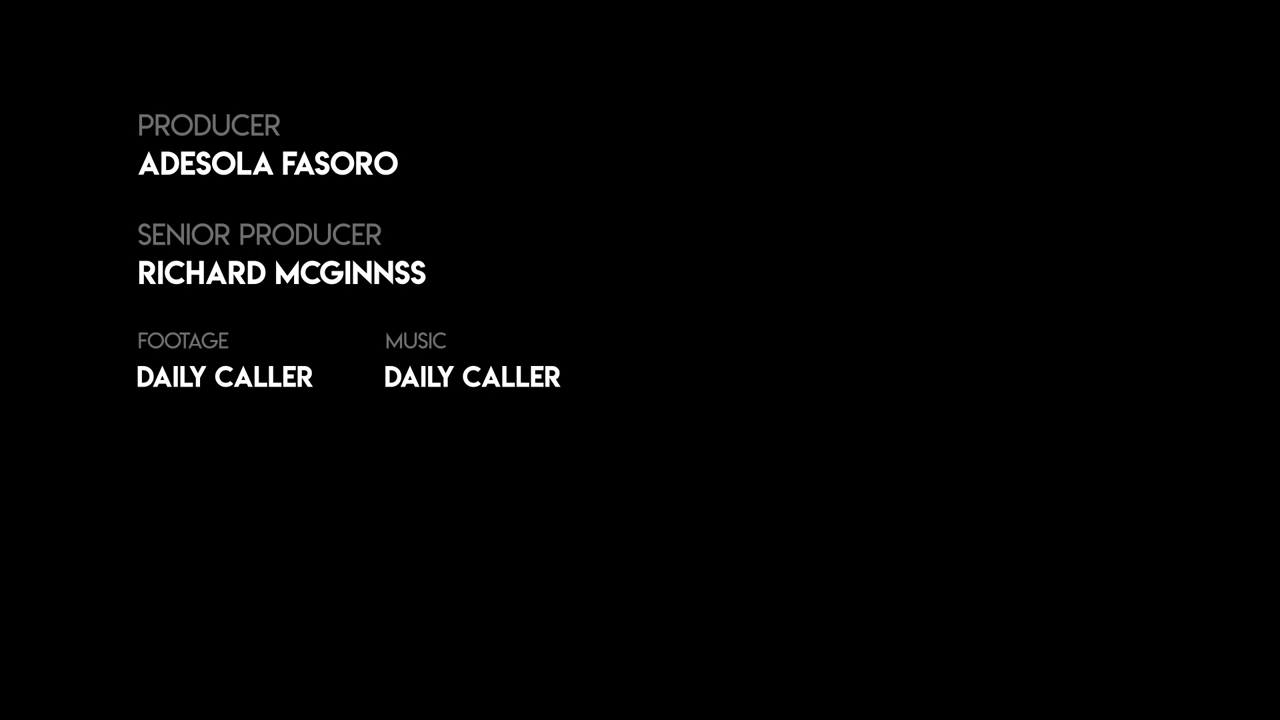 PRODUCER
ADESOLA FASORO
SENIOR PRODUCER
RICHARD MCGINNSS
FOOTAGE MUSIC
DAILY CALLER DAILY CALLER